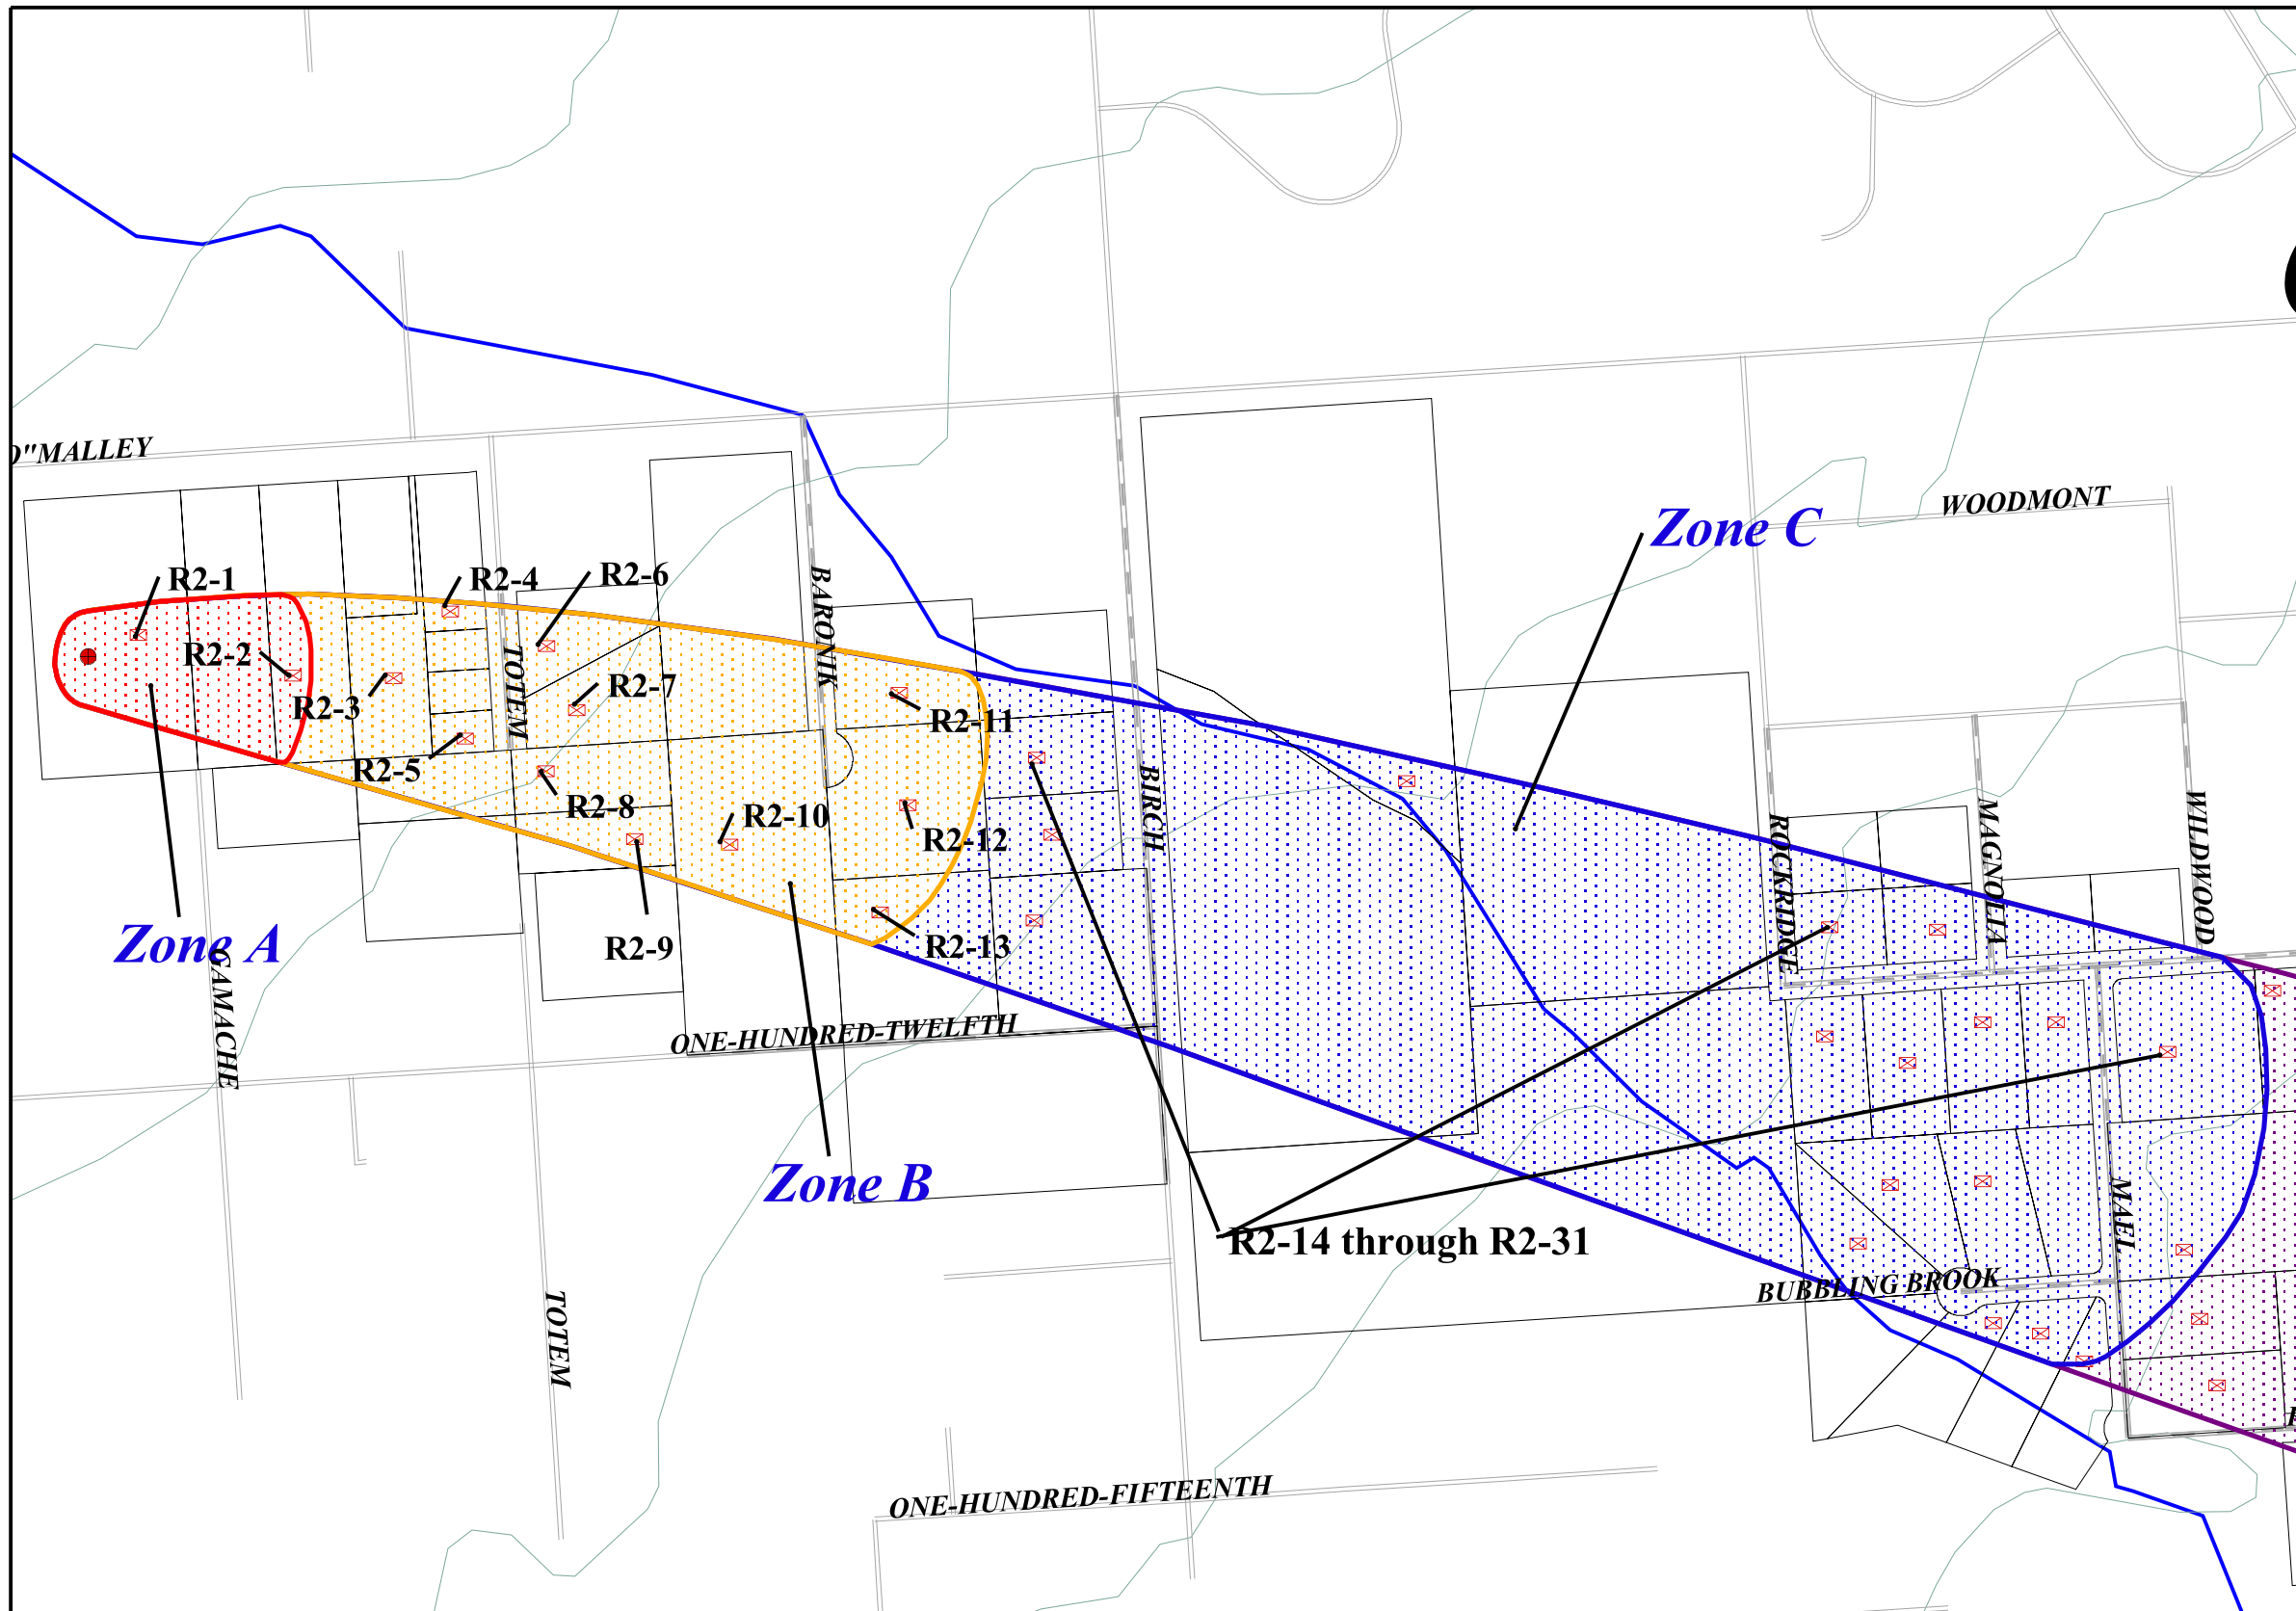 O"MALLEY
WOODMONT
Zone C
R2-1
R2-4
R2-6
BARONIK
R2-2
R2-3
TOTEM
R2-7
R2-11
R2-5
R2-8
R2-10
R2-12
BIRCH
ROCKRIDGE
MAGNOLIA
WILDWOOD
Zone A
R2-9
R2-13
GAMACHE
ONE-HUNDRED-TWELFTH
Zone B
R2-14 through R2-31
MAEL
BUBBLING BROOK
TOTEM
ONE-HUNDRED-FIFTEENTH